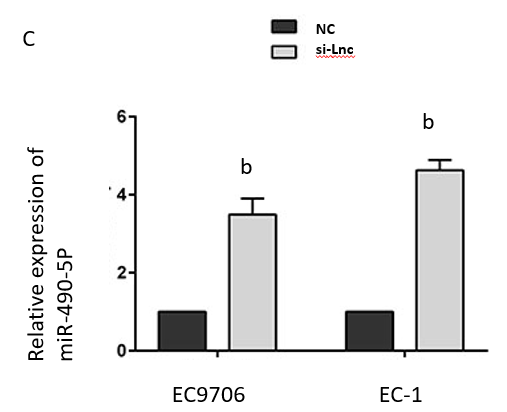 C
NC
si-Lnc
6
4
2
0
Relative expression of
miR-490-5P
b
b
EC9706
EC-1